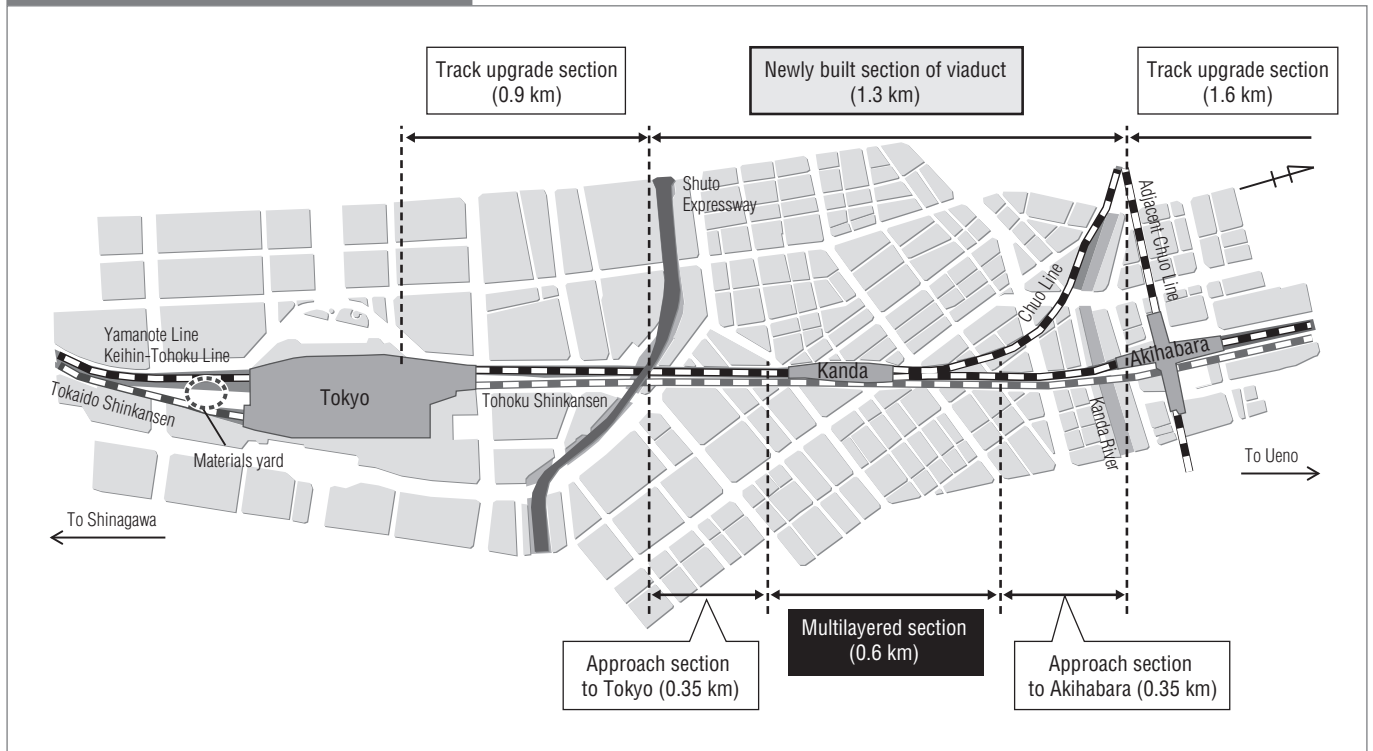 Track upgrade section
(0.9 km)
Newly built section of viaduct
(1.3 km)
Track upgrade section
(1.6 km)
Shuto
Expressway
Adjacent Chuo Line
Chuo Line
Yamanote Line
Keihin-Tohoku Line
Akihabara
Kanda
Tokyo
Tohoku Shinkansen
Tokaido Shinkansen
Kanda River
Materials yard
To Ueno
To Shinagawa
Multilayered section
(0.6 km)
Approach section
to Tokyo (0.35 km)
Approach section
to Akihabara (0.35 km)